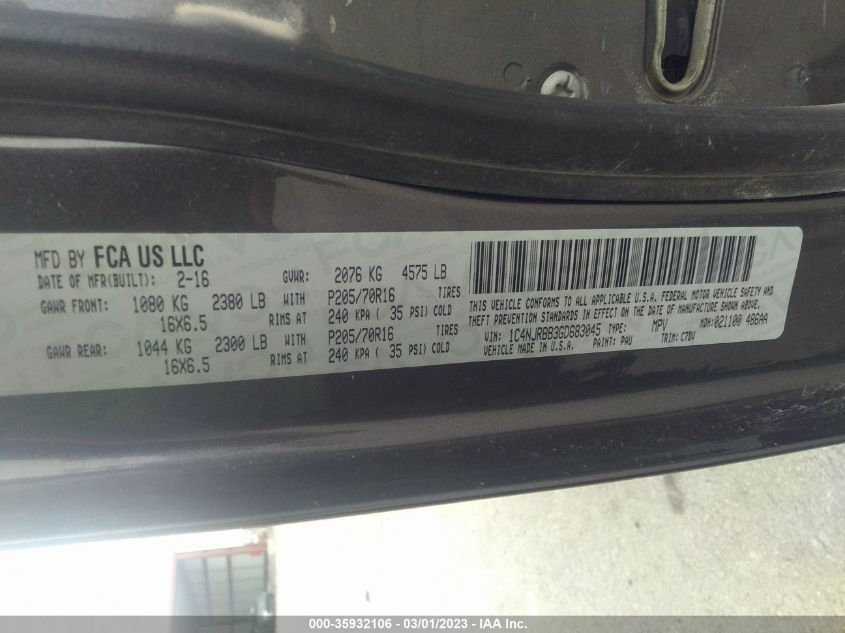 MFD BY FCA US LLC
DATE OF MFR(BUILT): 2-16 GVWR: 2076 KG 4575 LB
GAWR FRONT: 1080 KG 2380 LB WITH P205/70R16 TIRES
16X6.5 RIMS AT 240 KPA ( 35 PSI) COLD
GAWR REAR: 1044 KG 2300 LB WITH P205/70R16 TIRES
16X6.5 RIMS AT 240 KPA ( 35 PSI) COLD
THIS VEHICLE CONFORMS TO ALL APPLICABLE U.S.A. FEDERAL MOTOR VEHICLE SAFETY AND
THEFT PREVENTION STANDARDS IN EFFECT ON THE DATE OF MANUFACTURE SHOWN ABOVE.
VIN: 1C4NJRBB3GD683045 TYPE: MPV MDH: 021100 486AA
VEHICLE MADE IN U.S.A. PAINT: PAU TRIM: C7DV
000-35932106 - 03/01/2023 - IAA Inc.